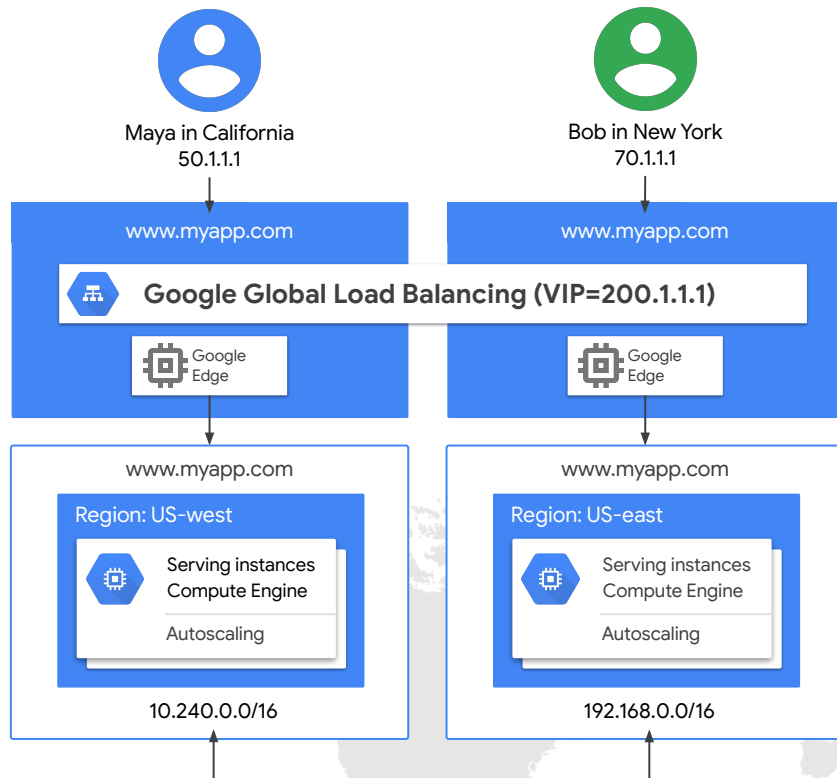 Maya in California
50.1.1.1
Bob in New York
70.1.1.1
www.myapp.com
www.myapp.com
Google Global Load Balancing (VIP=200.1.1.1)
Google
Edge
Google
Edge
www.myapp.com
Region: US-west
Serving instances
Compute Engine
Autoscaling
10.240.0.0/16
www.myapp.com
Region: US-east
Serving instances
Compute Engine
Autoscaling
192.168.0.0/16